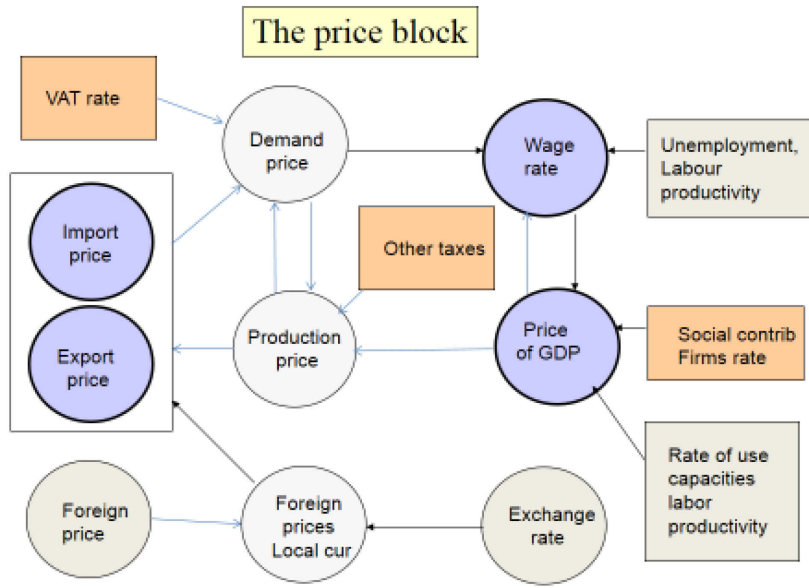 The price block
VAT rate
Demand
price
Wage
rate
Unemployment,
Labour
productivity
Import
price
Other taxes
Export
price
Production
price
Price
of GDP
Social contrib
Firms rate
Rate of use
capacities
labor
productivity
Foreign
price
Foreign
prices
Local cur
Exchange
rate